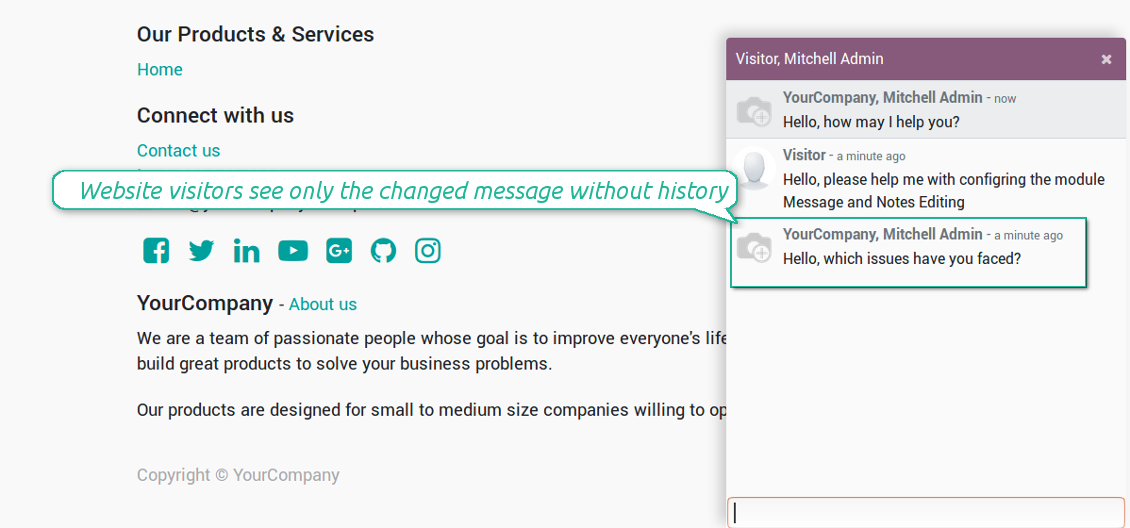 Our Products & Services
Home
Connect with us
Contact us
Website visitors see only the changed message without history
YourCompany - About us
We are a team of passionate people whose goal is to improve everyone's life
build great products to solve your business problems.
Our products are designed for small to medium size companies willing to op
Copyright © YourCompany
Visitor, Mitchell Admin ×
YourCompany, Mitchell Admin - now
Hello, how may I help you?
Visitor - a minute ago
Hello, please help me with configring the module
Message and Notes Editing
YourCompany, Mitchell Admin - a minute ago
Hello, which issues have you faced?